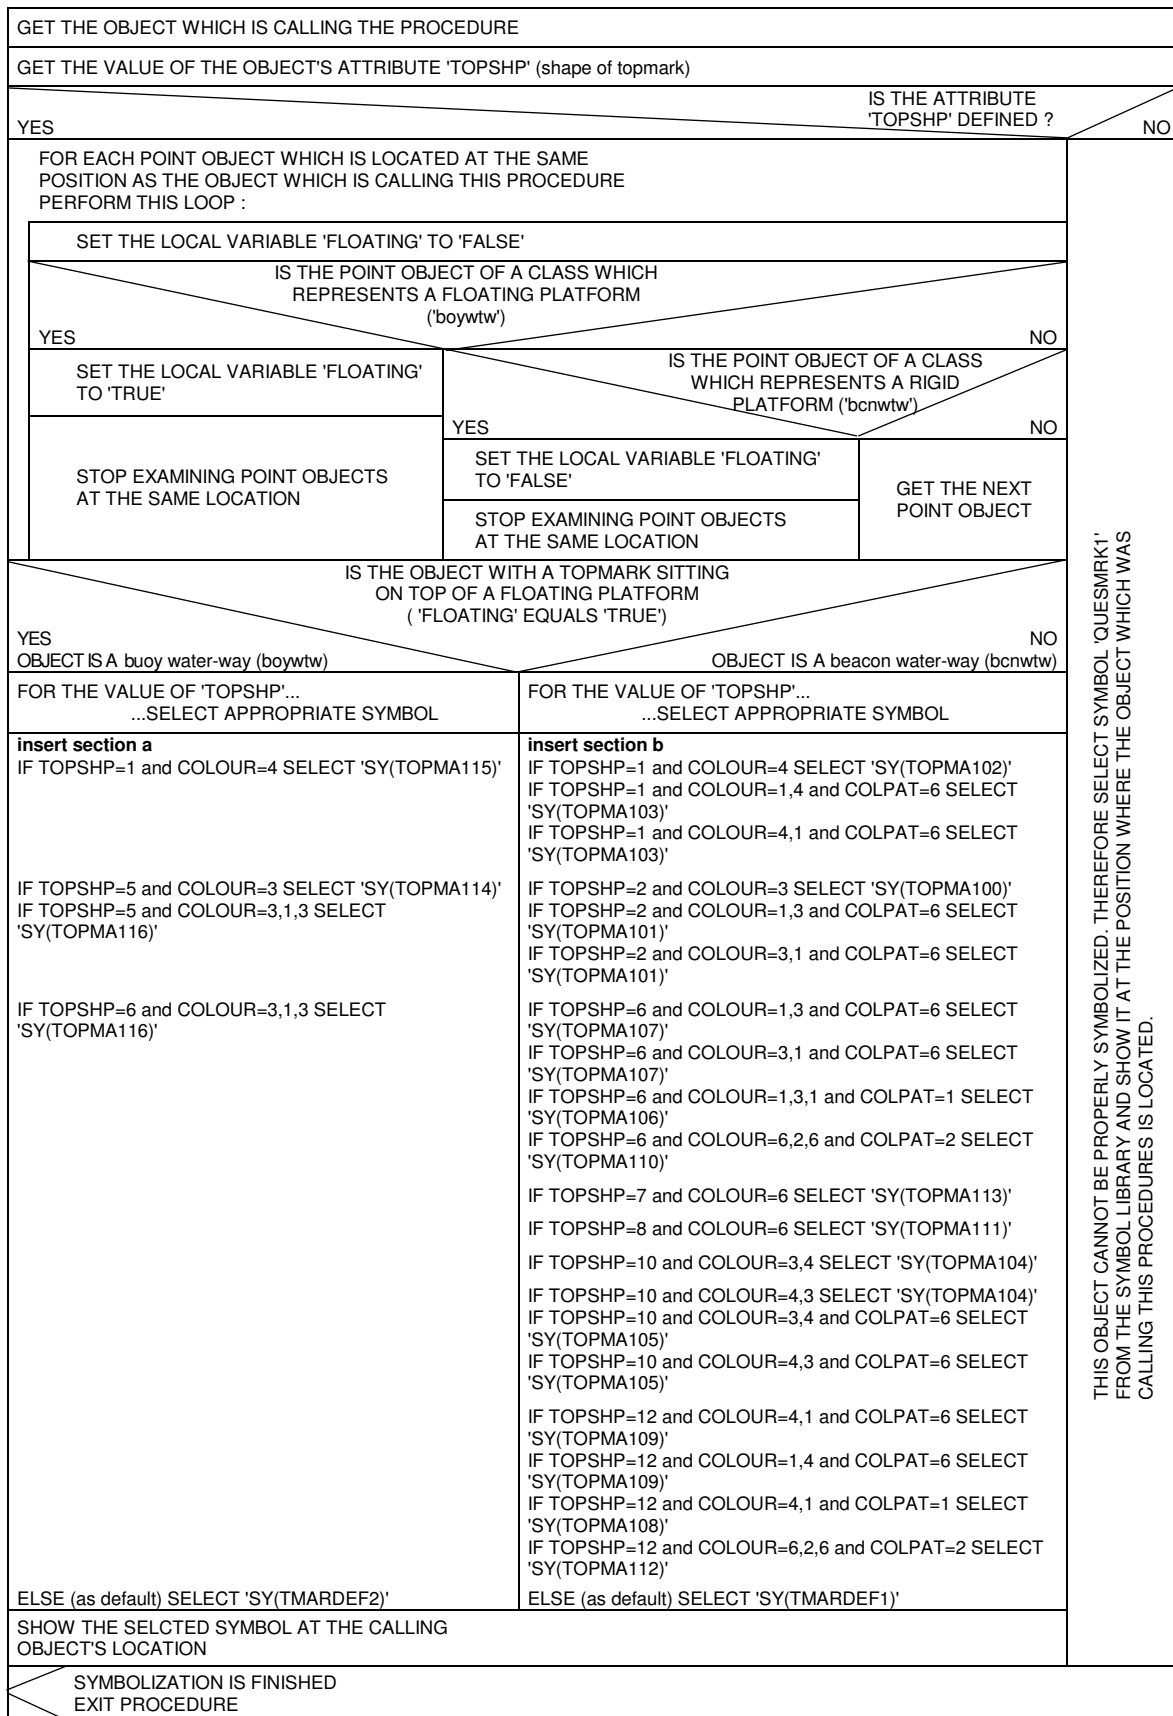 GET THE OBJECT WHICH IS CALLING THE PROCEDURE
GET THE VALUE OF THE OBJECT'S ATTRIBUTE 'TOPSHP' (shape of topmark)
IS THE ATTRIBUTE
'TOPSHP' DEFINED ?
YES
NO
FOR EACH POINT OBJECT WHICH IS LOCATED AT THE SAME
POSITION AS THE OBJECT WHICH IS CALLING THIS PROCEDURE
PERFORM THIS LOOP :
SET THE LOCAL VARIABLE 'FLOATING' TO 'FALSE'
IS THE POINT OBJECT OF A CLASS WHICH
REPRESENTS A FLOATING PLATFORM
('boywtw')
YES
NO
SET THE LOCAL VARIABLE 'FLOATING'
TO 'TRUE'
STOP EXAMINING POINT OBJECTS
AT THE SAME LOCATION
IS THE POINT OBJECT OF A CLASS
WHICH REPRESENTS A RIGID
PLATFORM ('bcnwtw')
YES
NO
SET THE LOCAL VARIABLE 'FLOATING'
TO 'FALSE'
STOP EXAMINING POINT OBJECTS
AT THE SAME LOCATION
GET THE NEXT
POINT OBJECT
IS THE OBJECT WITH A TOPMARK SITTING
ON TOP OF A FLOATING PLATFORM
( 'FLOATING' EQUALS 'TRUE')
YES
OBJECT IS A buoy water-way (boywtw)
NO
OBJECT IS A beacon water-way (bcnwtw)
FOR THE VALUE OF 'TOPSHP'...
...SELECT APPROPRIATE SYMBOL
insert section a
IF TOPSHP=1 and COLOUR=4 SELECT 'SY(TOPMA115)'
IF TOPSHP=5 and COLOUR=3 SELECT 'SY(TOPMA114)'
IF TOPSHP=5 and COLOUR=3,1,3 SELECT
'SY(TOPMA116)'
IF TOPSHP=6 and COLOUR=3,1,3 SELECT
'SY(TOPMA116)'
ELSE (as default) SELECT 'SY(TMARDEF2)'
FOR THE VALUE OF 'TOPSHP'...
...SELECT APPROPRIATE SYMBOL
insert section b
IF TOPSHP=1 and COLOUR=4 SELECT 'SY(TOPMA102)'
IF TOPSHP=1 and COLOUR=1,4 and COLPAT=6 SELECT
'SY(TOPMA103)'
IF TOPSHP=1 and COLOUR=4,1 and COLPAT=6 SELECT
'SY(TOPMA103)'
IF TOPSHP=2 and COLOUR=3 SELECT 'SY(TOPMA100)'
IF TOPSHP=2 and COLOUR=1,3 and COLPAT=6 SELECT
'SY(TOPMA101)'
IF TOPSHP=2 and COLOUR=3,1 and COLPAT=6 SELECT
'SY(TOPMA101)'
IF TOPSHP=6 and COLOUR=1,3 and COLPAT=6 SELECT
'SY(TOPMA107)'
IF TOPSHP=6 and COLOUR=3,1 and COLPAT=6 SELECT
'SY(TOPMA107)'
IF TOPSHP=6 and COLOUR=1,3,1 and COLPAT=1 SELECT
'SY(TOPMA106)'
IF TOPSHP=6 and COLOUR=6,2,6 and COLPAT=2 SELECT
'SY(TOPMA110)'
IF TOPSHP=7 and COLOUR=6 SELECT 'SY(TOPMA113)'
IF TOPSHP=8 and COLOUR=6 SELECT 'SY(TOPMA111)'
IF TOPSHP=10 and COLOUR=3,4 SELECT 'SY(TOPMA104)'
IF TOPSHP=10 and COLOUR=4,3 SELECT 'SY(TOPMA104)'
IF TOPSHP=10 and COLOUR=3,4 and COLPAT=6 SELECT
'SY(TOPMA105)'
IF TOPSHP=10 and COLOUR=4,3 and COLPAT=6 SELECT
'SY(TOPMA105)'
IF TOPSHP=12 and COLOUR=4,1 and COLPAT=6 SELECT
'SY(TOPMA109)'
IF TOPSHP=12 and COLOUR=1,4 and COLPAT=6 SELECT
'SY(TOPMA109)'
IF TOPSHP=12 and COLOUR=4,1 and COLPAT=1 SELECT
'SY(TOPMA108)'
IF TOPSHP=12 and COLOUR=6,2,6 and COLPAT=2 SELECT
'SY(TOPMA112)'
ELSE (as default) SELECT 'SY(TMARDEF1)'
THIS OBJECT CANNOT BE PROPERLY SYMBOLIZED. THEREFORE SELECT SYMBOL 'QUESMRK1'
FROM THE SYMBOL LIBRARY AND SHOW IT AT THE POSITION WHERE THE OBJECT WHICH WAS
CALLING THIS PROCEDURES IS LOCATED.
SHOW THE SELCTED SYMBOL AT THE CALLING
OBJECT'S LOCATION
SYMBOLIZATION IS FINISHED
EXIT PROCEDURE